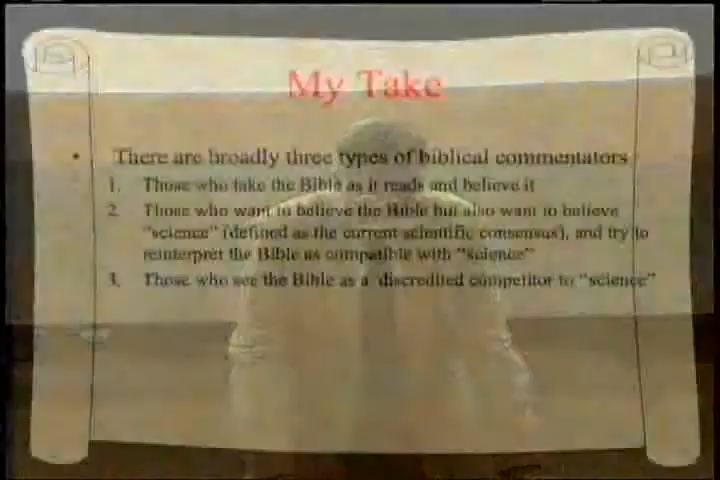 My Take
• There are broadly three types of biblical commentators
1. Those who take the Bible as it reads and believe it
2. Those who want to believe the Bible but also want to believe
"science" (defined as the current scientific consensus), and try to
reinterpret the Bible as compatible with "science"
3. Those who see the Bible as a discredited competitor to "science"